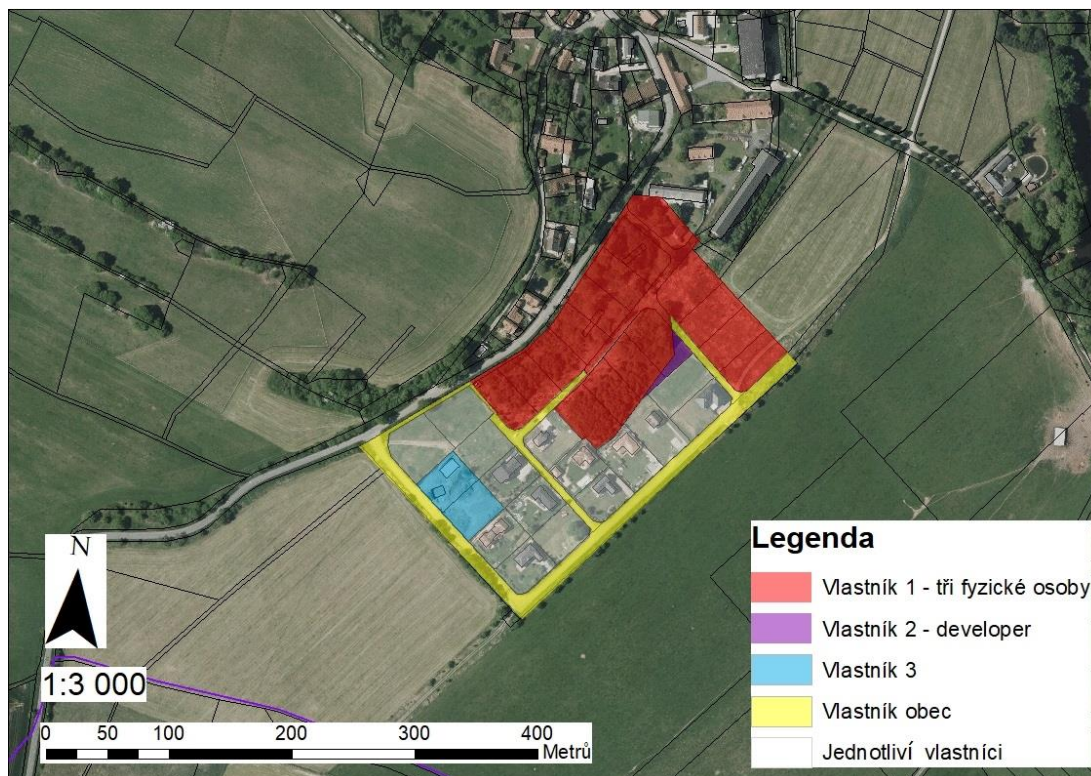 N
1:3 000
0 50 100 200 300 400
Metrů
Legenda
Vlastník 1 - tři fyzické osoby
Vlastník 2 - developer
Vlastník 3
Vlastník obec
Jednotliví vlastníci